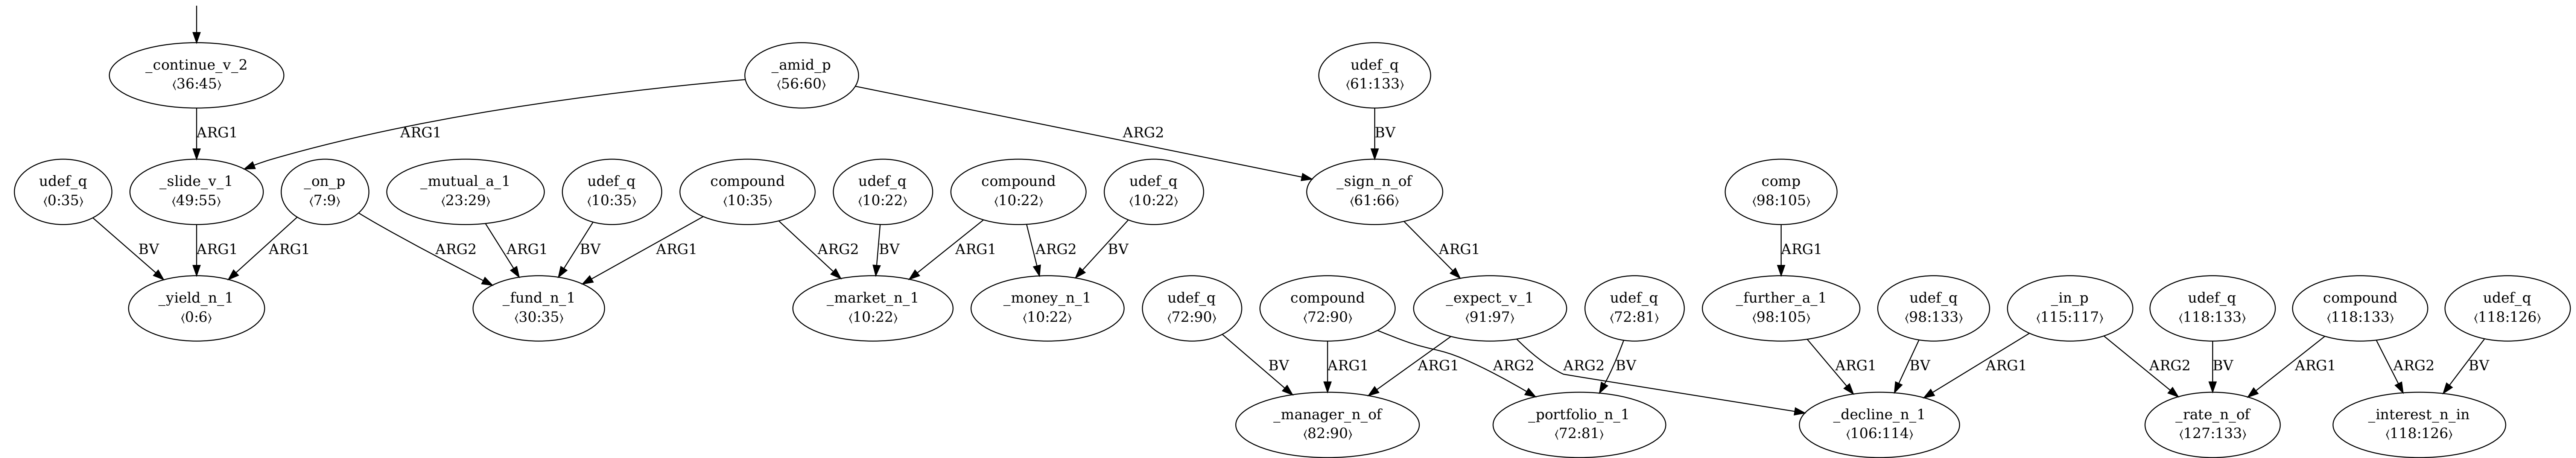 _continue_v_2
⟨36:45⟩
_amid_p
⟨56:60⟩
udef_q
⟨61:133⟩
ARG1
ARG1
ARG2
BV
udef_q
⟨0:35⟩
_slide_v_1
⟨49:55⟩
_on_p
⟨7:9⟩
_mutual_a_1
⟨23:29⟩
udef_q
⟨10:35⟩
compound
⟨10:35⟩
udef_q
⟨10:22⟩
compound
⟨10:22⟩
udef_q
⟨10:22⟩
_sign_n_of
⟨61:66⟩
comp
⟨98:105⟩
BV
ARG1
ARG1
ARG2
ARG1
BV
ARG1
ARG2
BV
ARG1
ARG2
BV
ARG1
ARG1
_yield_n_1
⟨0:6⟩
_fund_n_1
⟨30:35⟩
_market_n_1
⟨10:22⟩
_money_n_1
⟨10:22⟩
udef_q
⟨72:90⟩
compound
⟨72:90⟩
_expect_v_1
⟨91:97⟩
udef_q
⟨72:81⟩
_further_a_1
⟨98:105⟩
udef_q
⟨98:133⟩
_in_p
⟨115:117⟩
udef_q
⟨118:133⟩
compound
⟨118:133⟩
udef_q
⟨118:126⟩
BV
ARG1
ARG1
ARG2
ARG2
BV
ARG1
BV
ARG1
ARG2
BV
ARG1
ARG2
BV
_manager_n_of
⟨82:90⟩
_portfolio_n_1
⟨72:81⟩
_decline_n_1
⟨106:114⟩
_rate_n_of
⟨127:133⟩
_interest_n_in
⟨118:126⟩